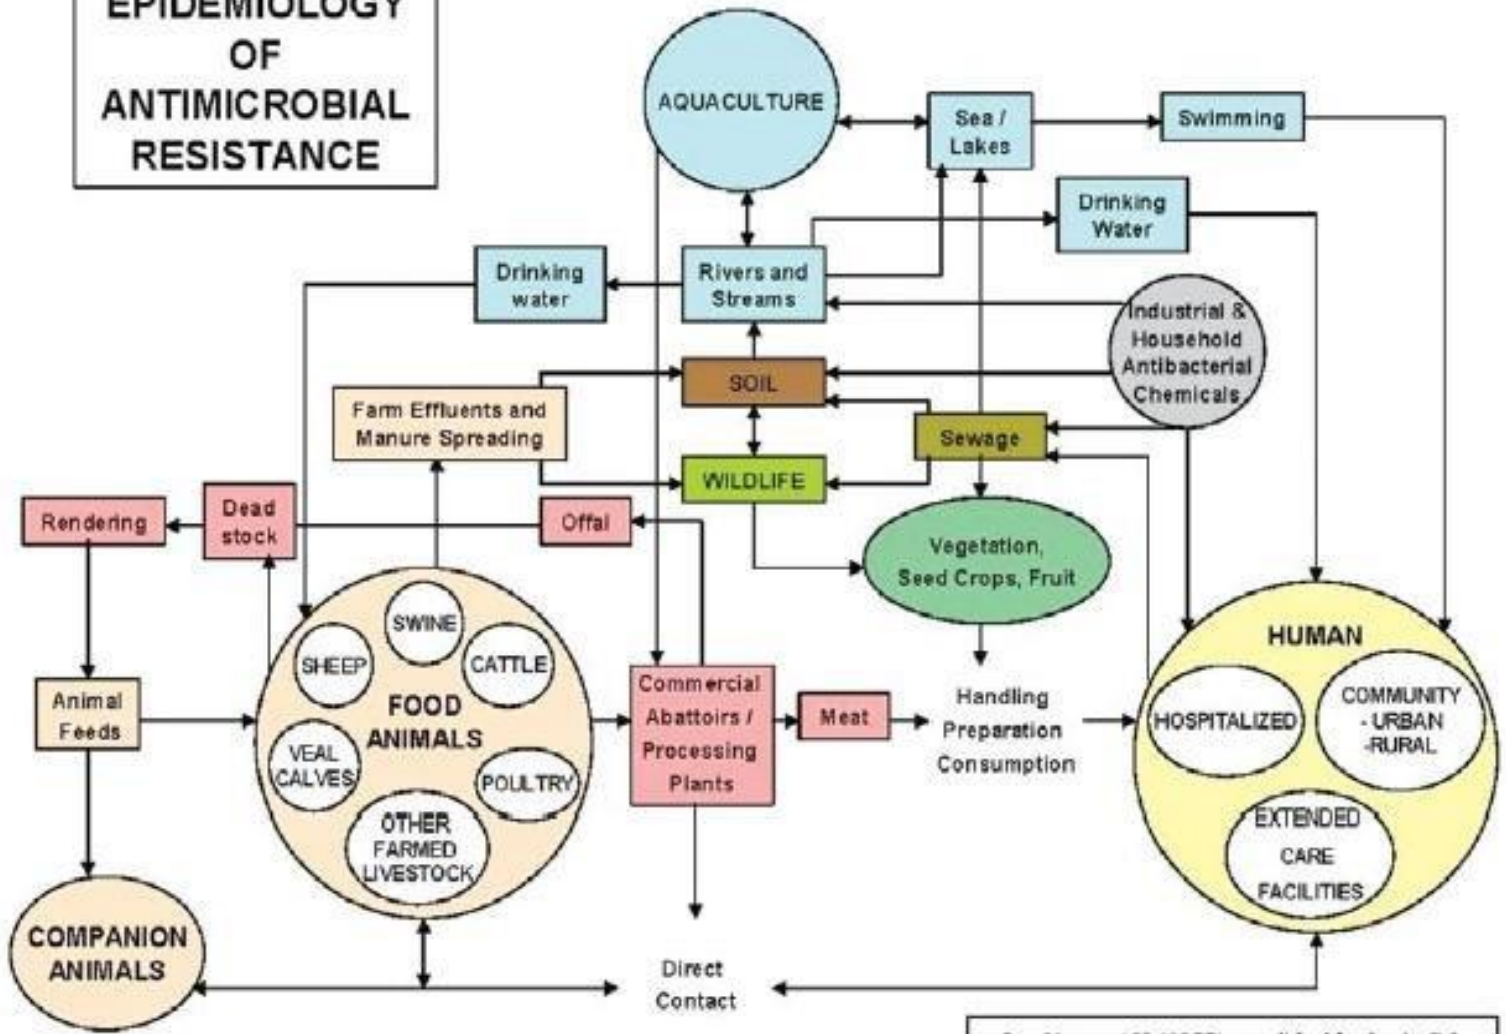 EPIDEMIOLOGY
OF
ANTIMICROBIAL
RESISTANCE
AQUACULTURE
Sea /
Lakes
Swimming
Drinking
Water
Drinking
water
Rivers and
Streams
Industrial &
Household
Antibacterial
Chemicals
SOIL
Farm Effluents and
Manure Spreading
Sewage
WILDLIFE
Rendering
Dead
stock
Offal
Vegetation,
Seed Crops, Fruit
SWINE
SHEEP
CATTLE
FOOD
ANIMALS
VEAL
CALVES
POULTRY
OTHER
FARMED
LIVESTOCK
Animal
Feeds
Commercial
Abattoirs /
Processing
Plants
Meat
Handling
Preparation
Consumption
HUMAN
HOSPITALIZED
COMMUNITY
- URBAN
-RURAL
EXTENDED
CARE
FACILITIES
COMPANION
ANIMALS
Direct
Contact